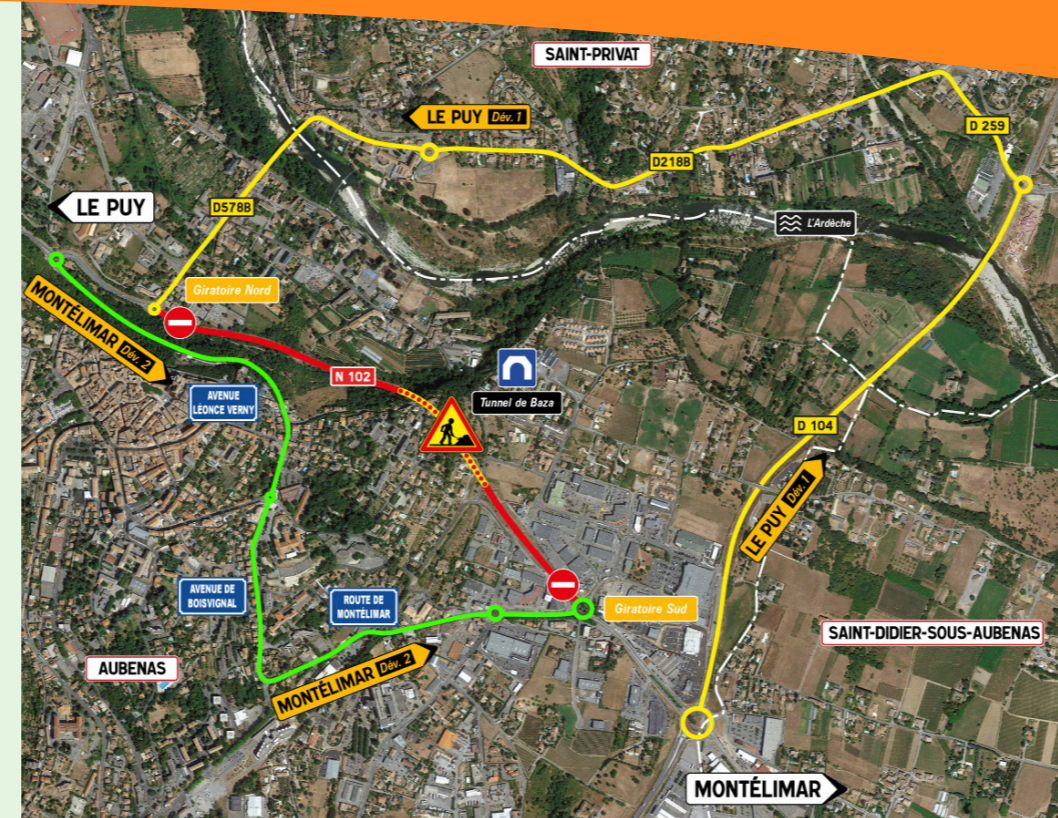 SAINT-PRIVAT
LE PUY Dév. 1
D 259
D218B
LE PUY
D578B
L'Ardèche
Giratoire Nord
MONTÉLIMAR Dév. 2
N 102
AVENUE
LÉONCE VERNY
Tunnel de Baza
D 104
LE PUY Dév. 1
AVENUE DE
BOISVIGNAL
ROUTE DE
MONTÉLIMAR
Giratoire Sud
SAINT-DIDIER-SOUS-AUBENAS
AUBENAS
MONTÉLIMAR Dév. 2
MONTÉLIMAR